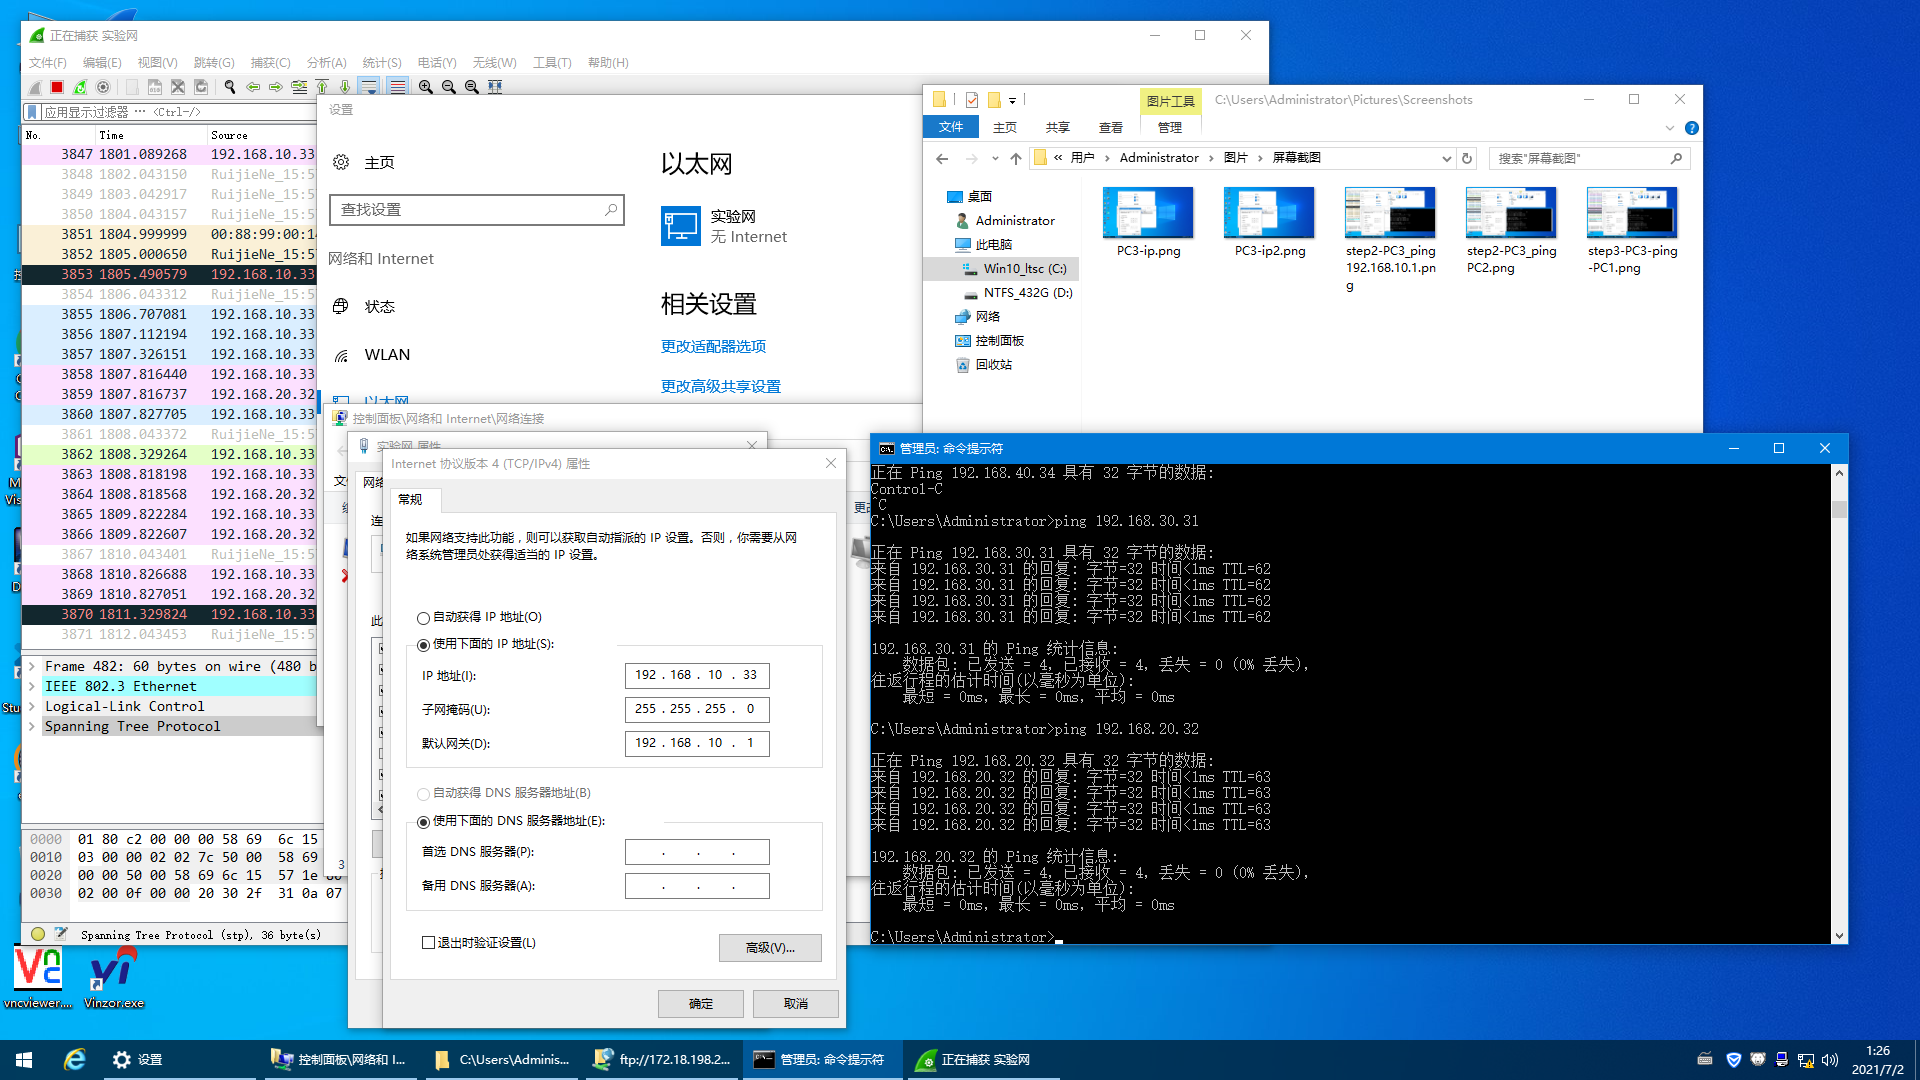 正在捕获 实验网
文件(F) 编辑(E) 视图(V) 跳转(G) 捕获(C) 分析(A) 统计(S) 电话(Y) 无线(W) 工具(T) 帮助(H)
应用显示过滤器 … <Ctrl-/>
No. Time Source
3847 1801.089268 192.168.10.33
3848 1802.043150 RuijieNe_15:5
3849 1803.042917 RuijieNe_15:5
3850 1804.043157 RuijieNe_15:5
3851 1804.999999 00:88:99:00:14
3852 1805.000650 RuijieNe_15:5
3853 1805.490579 192.168.10.33
3854 1806.043312 RuijieNe_15:5
3855 1806.707081 192.168.10.33
3856 1807.112194 192.168.10.33
3857 1807.326151 192.168.10.33
3858 1807.816440 192.168.10.33
3859 1807.816737 192.168.20.32
3860 1807.827705 192.168.10.33
3861 1808.043372 RuijieNe_15:5
3862 1808.329264 192.168.10.33
3863 1808.818198 192.168.10.33
3864 1808.818568 192.168.20.32
3865 1809.822284 192.168.10.33
3866 1809.822607 192.168.20.32
3867 1810.043401 RuijieNe_15:5
3868 1810.826688 192.168.10.33
3869 1810.827051 192.168.20.32
3870 1811.329824 192.168.10.33
3871 1812.043453 RuijieNe_15:5
Frame 482: 60 bytes on wire (480 b
IEEE 802.3 Ethernet
Logical-Link Control
Spanning Tree Protocol
0000 01 80 c2 00 00 00 58 69 6c 15
0010 03 00 00 02 02 7c 50 00 58 69
0020 00 00 50 00 58 69 6c 15 57 1e 80
0030 02 00 0f 00 00 20 30 2f 31 0a 07
Spanning Tree Protocol (stp), 36 byte(s)
设置
主页
查找设置
网络和 Internet
状态
WLAN
以太网
以太网
实验网
无 Internet
相关设置
更改适配器选项
更改高级共享设置
控制面板\网络和 Internet\网络连接
实验网 属性
Internet 协议版本 4 (TCP/IPv4) 属性
常规
如果网络支持此功能，则可以获取自动指派的 IP 设置。否则，你需要从网
络系统管理员处获得适当的 IP 设置。
自动获得 IP 地址(O)
使用下面的 IP 地址(S):
IP 地址(I): 192 . 168 . 10 . 33
子网掩码(U): 255 . 255 . 255 . 0
默认网关(D): 192 . 168 . 10 . 1
自动获得 DNS 服务器地址(B)
使用下面的 DNS 服务器地址(E):
首选 DNS 服务器(P): . . .
备用 DNS 服务器(A): . . .
退出时验证设置(L)
高级(V)...
确定 取消
图片工具 C:\Users\Administrator\Pictures\Screenshots
文件 主页 共享 查看 管理
« 用户 › Administrator › 图片 › 屏幕截图
搜索"屏幕截图"
桌面
Administrator
此电脑
Win10_ltsc (C:)
NTFS_432G (D:)
网络
控制面板
回收站
PC3-ip.png
PC3-ip2.png
step2-PC3_ping
192.168.10.1.pn
g
step2-PC3_ping
PC2.png
step3-PC3-ping
-PC1.png
管理员: 命令提示符
正在 Ping 192.168.40.34 具有 32 字节的数据:
Control-C
^C
C:\Users\Administrator>ping 192.168.30.31
正在 Ping 192.168.30.31 具有 32 字节的数据:
来自 192.168.30.31 的回复: 字节=32 时间<1ms TTL=62
来自 192.168.30.31 的回复: 字节=32 时间<1ms TTL=62
来自 192.168.30.31 的回复: 字节=32 时间<1ms TTL=62
来自 192.168.30.31 的回复: 字节=32 时间<1ms TTL=62
192.168.30.31 的 Ping 统计信息:
数据包: 已发送 = 4，已接收 = 4，丢失 = 0 (0% 丢失)，
往返行程的估计时间(以毫秒为单位):
最短 = 0ms，最长 = 0ms，平均 = 0ms
C:\Users\Administrator>ping 192.168.20.32
正在 Ping 192.168.20.32 具有 32 字节的数据:
来自 192.168.20.32 的回复: 字节=32 时间<1ms TTL=63
来自 192.168.20.32 的回复: 字节=32 时间<1ms TTL=63
来自 192.168.20.32 的回复: 字节=32 时间<1ms TTL=63
来自 192.168.20.32 的回复: 字节=32 时间<1ms TTL=63
192.168.20.32 的 Ping 统计信息:
数据包: 已发送 = 4，已接收 = 4，丢失 = 0 (0% 丢失)，
往返行程的估计时间(以毫秒为单位):
最短 = 0ms，最长 = 0ms，平均 = 0ms
C:\Users\Administrator>
vncviewer....
Vinzor.exe
设置
控制面板\网络和 I...
C:\Users\Adminis...
ftp://172.18.198.2...
管理员: 命令提示符
正在捕获 实验网
1:26
2021/7/2